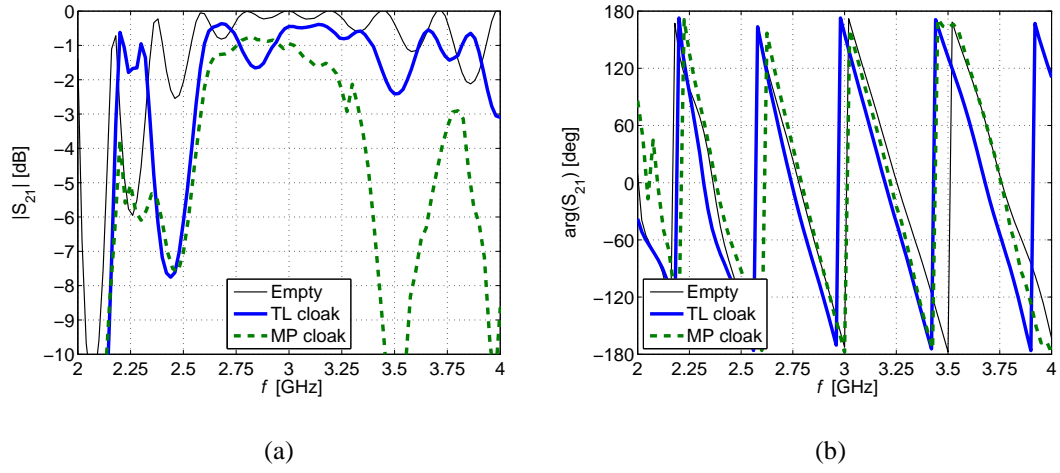 0
−1
−2
−3
−4
−5
−6
−7
−8
−9
−10
|S21| [dB]
2 2.25 2.5 2.75 3 3.25 3.5 3.75 4
f [GHz]
Empty
TL cloak
MP cloak
(a)
180
120
60
0
−60
−120
−180
arg(S21) [deg]
2 2.25 2.5 2.75 3 3.25 3.5 3.75 4
f [GHz]
Empty
TL cloak
MP cloak
(b)